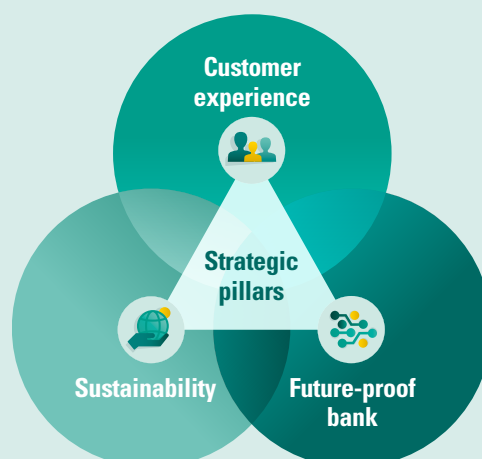 Customer
experience
Strategic
pillars
Sustainability
Future-proof
bank